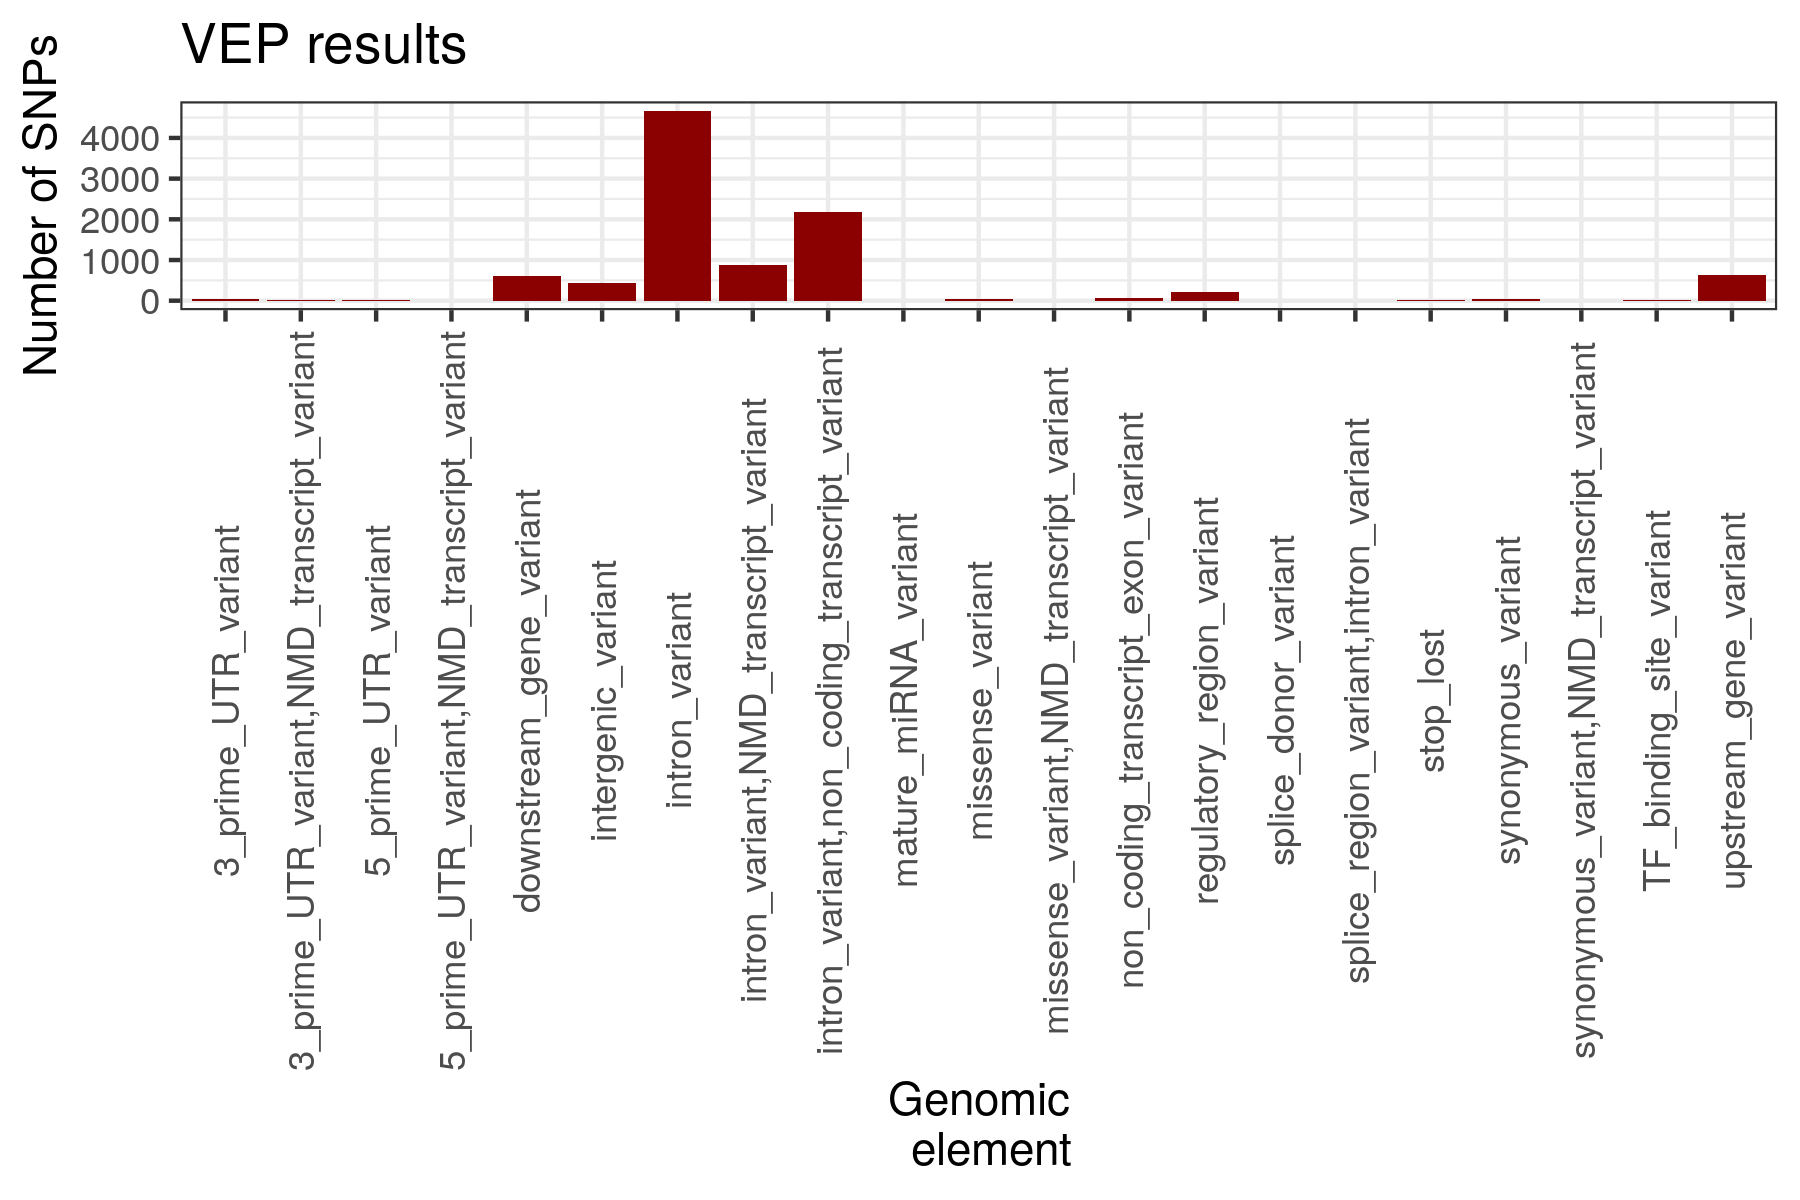 VEP results
Number of SNPs
4000
3000
2000
1000
0
3_prime_UTR_variant
3_prime_UTR_variant,NMD_transcript_variant
5_prime_UTR_variant
5_prime_UTR_variant,NMD_transcript_variant
downstream_gene_variant
intergenic_variant
intron_variant
intron_variant,NMD_transcript_variant
intron_variant,non_coding_transcript_variant
mature_miRNA_variant
missense_variant
missense_variant,NMD_transcript_variant
non_coding_transcript_exon_variant
regulatory_region_variant
splice_donor_variant
splice_region_variant,intron_variant
stop_lost
synonymous_variant
synonymous_variant,NMD_transcript_variant
TF_binding_site_variant
upstream_gene_variant
Genomic
element